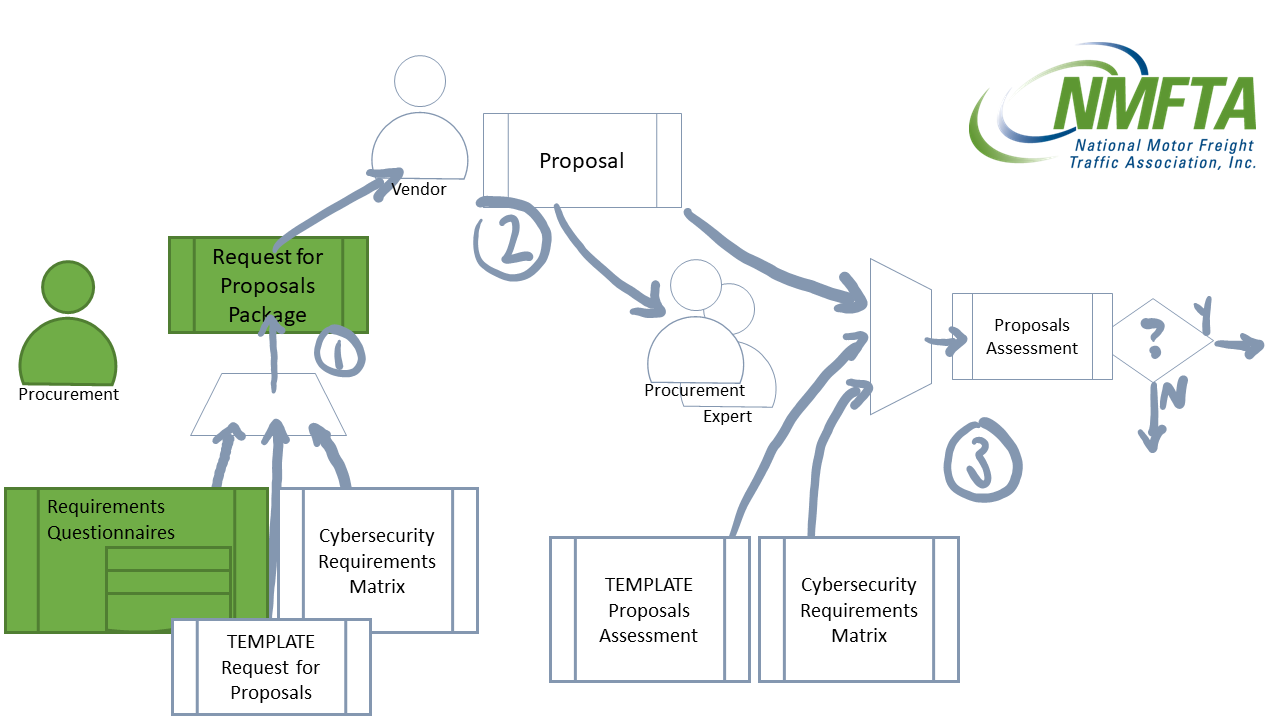 NMFTA
National Motor Freight
Traffic Association, Inc.
Vendor
Proposal
2
Request for
Proposals
Package
1
Procurement
Procurement
Expert
Proposals
Assessment
?
Y
N
3
Requirements
Questionnaires
Cybersecurity
Requirements
Matrix
TEMPLATE
Request for
Proposals
TEMPLATE
Proposals
Assessment
Cybersecurity
Requirements
Matrix